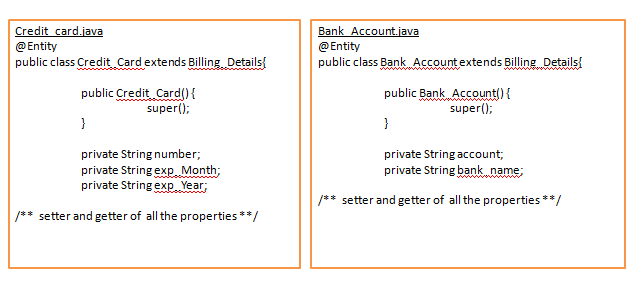 Credit_card.java
@Entity
public class Credit_Card extends Billing_Details{
public Credit_Card() {
super();
}
private String number;
private String exp_Month;
private String exp_Year;
/** setter and getter of all the properties **/
Bank_Account.java
@Entity
public class Bank_Account extends Billing_Details{
public Bank_Account() {
super();
}
private String account;
private String bank_name;
/** setter and getter of all the properties **/